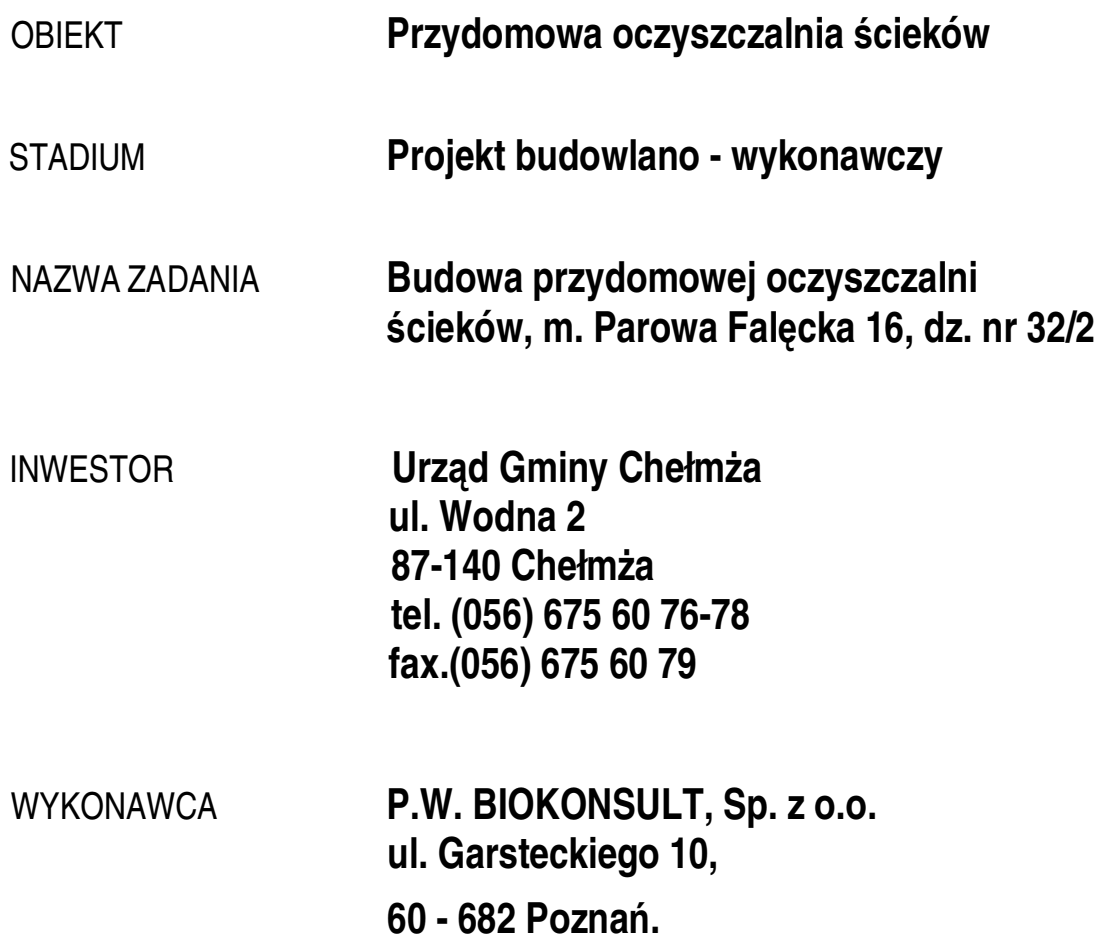 OBIEKT Przydomowa oczyszczalnia ścieków
STADIUM Projekt budowlano - wykonawczy
NAZWA ZADANIA Budowa przydomowej oczyszczalni
ścieków, m. Parowa Falęcka 16, dz. nr 32/2
INWESTOR Urząd Gminy Chełmża
ul. Wodna 2
87-140 Chełmża
tel. (056) 675 60 76-78
fax.(056) 675 60 79
WYKONAWCA P.W. BIOKONSULT, Sp. z o.o.
ul. Garsteckiego 10,
60 - 682 Poznań.